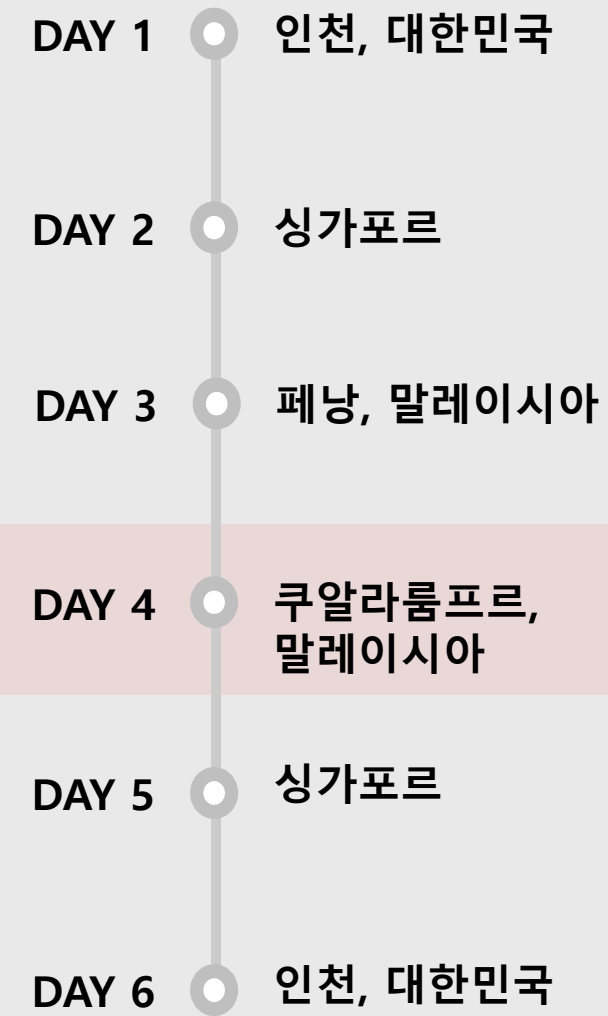 DAY 1 인천, 대한민국
DAY 2 싱가포르
DAY 3 페낭, 말레이시아
DAY 4 쿠알라룸프르,
말레이시아
DAY 5 싱가포르
DAY 6 인천, 대한민국